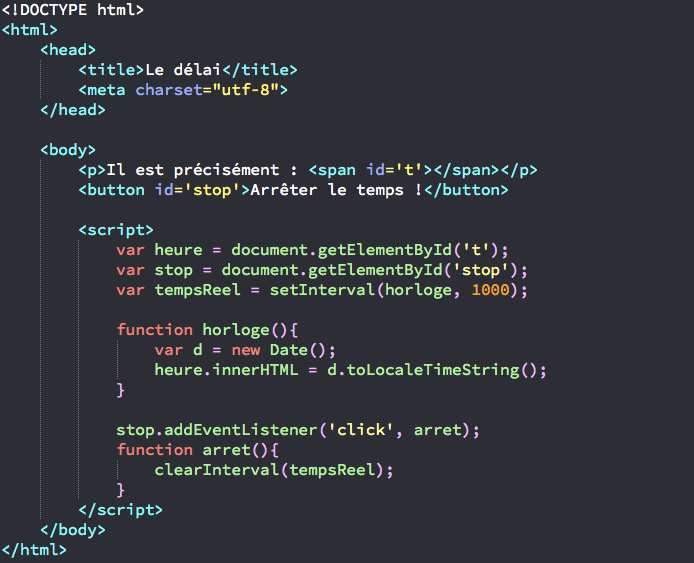 <!DOCTYPE html>
<html>
    <head>
        <title>Le délai</title>
        <meta charset="utf-8">
    </head>

    <body>
        <p>Il est précisément : <span id='t'></span></p>
        <button id='stop'>Arrêter le temps !</button>

        <script>
            var heure = document.getElementById('t');
            var stop = document.getElementById('stop');
            var tempsReel = setInterval(horloge, 1000);

            function horloge(){
                var d = new Date();
                heure.innerHTML = d.toLocaleTimeString();
            }

            stop.addEventListener('click', arret);
            function arret(){
                clearInterval(tempsReel);
            }
        </script>
    </body>
</html>